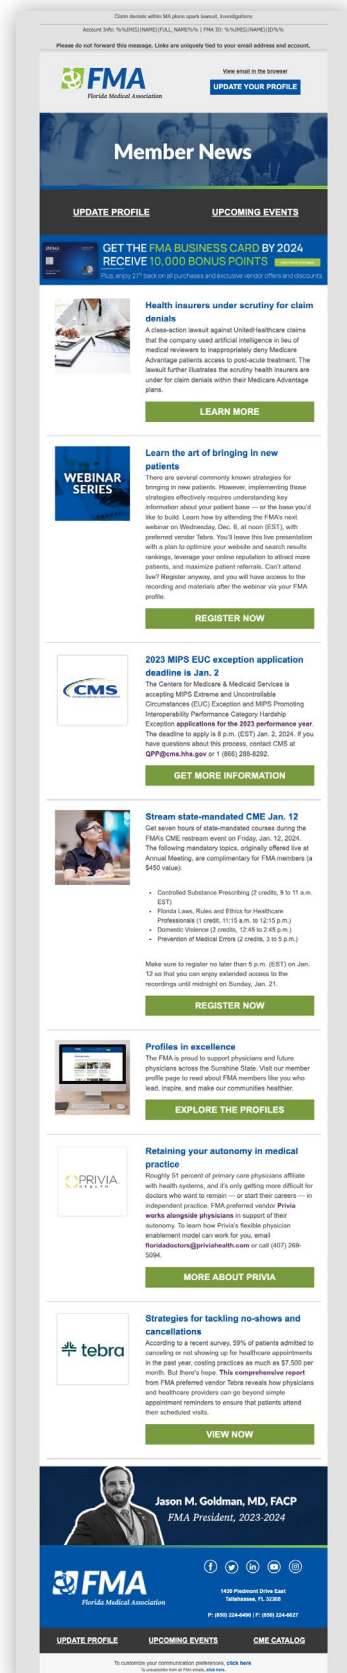 Claim denials within MA plans spark lawsuit, investigations.
Account Info: %%IMIS||NAME||FULL_NAME%% | FMA ID: %%IMIS||NAME||ID%%
Please do not forward this message. Links are uniquely tied to your email address and account.
FMA
Florida Medical Association
View email in the browser
UPDATE YOUR PROFILE
Member News
UPDATE PROFILE
UPCOMING EVENTS
GET THE FMA BUSINESS CARD BY 2024
RECEIVE 10,000 BONUS POINTS
Plus, enjoy 21% back on all purchases and exclusive vendor offers and discounts
Health insurers under scrutiny for claim
denials
A class-action lawsuit against UnitedHealthcare claims
that the company used artificial intelligence in lieu of
medical reviewers to inappropriately deny Medicare
Advantage patients access to post-acute treatment. The
lawsuit further illustrates the scrutiny health insurers are
under for claim denials within their Medicare Advantage
plans.
LEARN MORE
WEBINAR
SERIES
Learn the art of bringing in new
patients
There are several commonly known strategies for
bringing in new patients. However, implementing those
strategies effectively requires understanding key
information about your patient base — or the base you'd
like to build. Learn how by attending the FMA's next
webinar on Wednesday, Dec. 6, at noon (EST), with
preferred vendor Tebra. You'll leave this live presentation
with a plan to optimize your website and search results
rankings, leverage your online reputation to attract more
patients, and maximize patient referrals. Can't attend
live? Register anyway, and you will have access to the
recording and materials after the webinar via your FMA
profile.
REGISTER NOW
CMS
2023 MIPS EUC exception application
deadline is Jan. 2
The Centers for Medicare & Medicaid Services is
accepting MIPS Extreme and Uncontrollable
Circumstances (EUC) Exception and MIPS Promoting
Interoperability Performance Category Hardship
Exception applications for the 2023 performance year.
The deadline to apply is 8 p.m. (EST) Jan. 2, 2024. If you
have questions about this process, contact CMS at
QPP@cms.hhs.gov or 1 (866) 288-8292.
GET MORE INFORMATION
Stream state-mandated CME Jan. 12
Get seven hours of state-mandated courses during the
FMA's CME restream event on Friday, Jan. 12, 2024.
The following mandatory topics, originally offered live at
Annual Meeting, are complimentary for FMA members (a
$450 value):
• Controlled Substance Prescribing (2 credits, 9 to 11 a.m.
EST)
• Florida Laws, Rules and Ethics for Healthcare
Professionals (1 credit, 11:15 a.m. to 12:15 p.m.)
• Domestic Violence (2 credits, 12:45 to 2:45 p.m.)
• Prevention of Medical Errors (2 credits, 3 to 5 p.m.)
Make sure to register no later than 5 p.m. (EST) on Jan.
12 so that you can enjoy extended access to the
recordings until midnight on Sunday, Jan. 21.
REGISTER NOW
Profiles in excellence
The FMA is proud to support physicians and future
physicians across the Sunshine State. Visit our member
profile page to read about FMA members like you who
lead, inspire, and make our communities healthier.
EXPLORE THE PROFILES
PRIVIA
HEALTH
Retaining your autonomy in medical
practice
Roughly 51 percent of primary care physicians affiliate
with health systems, and it's only getting more difficult for
doctors who want to remain — or start their careers — in
independent practice. FMA preferred vendor Privia
works alongside physicians in support of their
autonomy. To learn how Privia's flexible physician
enablement model can work for you, email
floridadoctors@priviahealth.com or call (407) 269-
5094.
MORE ABOUT PRIVIA
tebra
Strategies for tackling no-shows and
cancellations
According to a recent survey, 59% of patients admitted to
canceling or not showing up for healthcare appointments
in the past year, costing practices as much as $7,500 per
month. But there's hope. This comprehensive report
from FMA preferred vendor Tebra reveals how physicians
and healthcare providers can go beyond simple
appointment reminders to ensure that patients attend
their scheduled visits.
VIEW NOW
Jason M. Goldman, MD, FACP
FMA President, 2023-2024
FMA
Florida Medical Association
1430 Piedmont Drive East
Tallahassee, FL 32308
P: (850) 224-6496 | F: (850) 224-6627
UPDATE PROFILE
UPCOMING EVENTS
CME CATALOG
To customize your communication preferences, click here.
To unsubscribe from all FMA emails, click here.